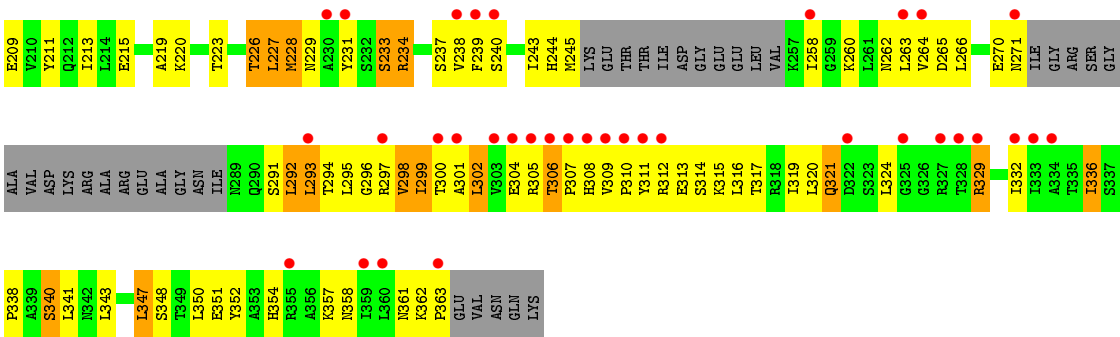 E209 V210 Y211 Q212 I213 L214 E215 A219 K220 T223 T226 L227 M228 N229 A230 Y231 S232 S233 R234 S237 V238 F239 S240 I243 H244 M245 LYS GLU GLY THR THR ILE ASP GLY GLU GLU LEU VAL K257 I258 G259 K260 L261 N262 L263 V264 D265 L266 E270 N271 ILE GLY ARG SER GLY
ALA VAL ASP LYS ARG ALA ARG GLU ALA GLY ASN ILE N289 Q290 S291 L292 L293 T294 L295 G296 R297 V298 I299 T300 A301 L302 V303 E304 R305 T306 P307 H308 V309 P310 Y311 R312 E313 S314 K315 L316 T317 R318 I319 L320 Q321 D322 S323 L324 G325 G326 R327 T328 R329 I332 I333 A334 T335 I336 S337
P338 A339 S340 L341 N342 L343 L347 S348 T349 L350 E351 Y352 A353 H354 R355 A356 K357 N358 I359 L360 N361 K362 P363 GLU VAL ASN GLN LYS